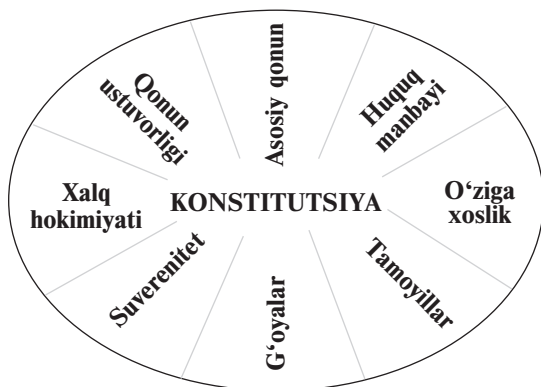 Qonun
ustuvorligi
Asosiy qonun
Huquq
manbayi
Xalq
hokimiyati
KONSTITUTSIYA
O‘ziga
xoslik
Suverenitet
G‘oyalar
Tamoyillar